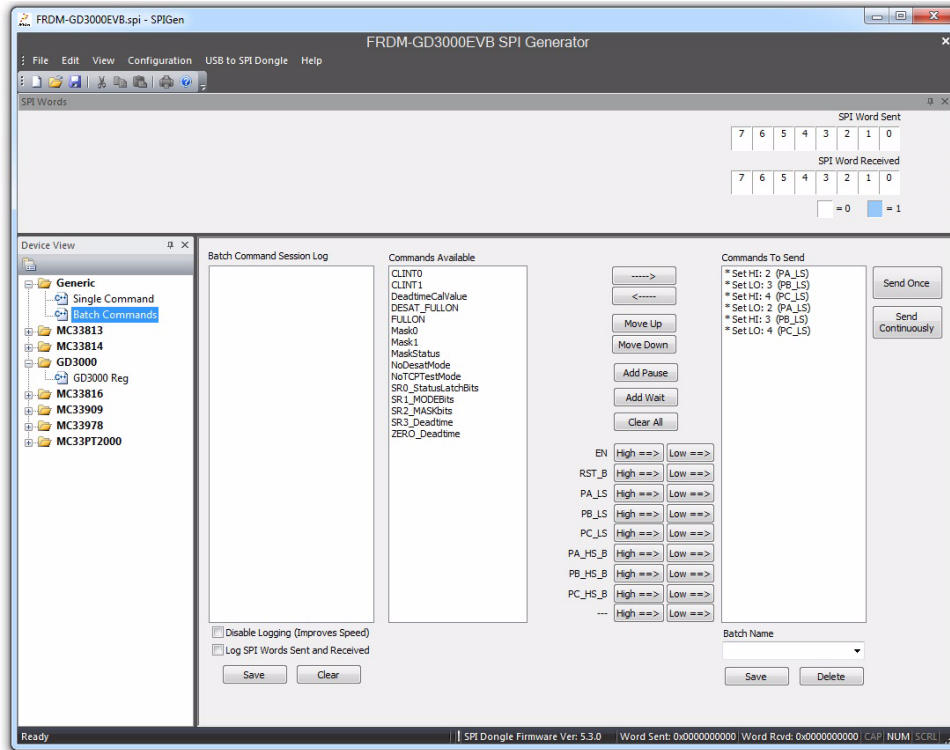 FRDM-GD3000EVB.spi - SPIGen
FRDM-GD3000EVB SPI Generator
File Edit View Configuration USB to SPI Dongle Help
SPI Words
SPI Word Sent
7 6 5 4 3 2 1 0
SPI Word Received
7 6 5 4 3 2 1 0
= 0 = 1
Device View
Generic
Single Command
Batch Commands
MC33813
MC33814
GD3000
GD3000 Reg
MC33816
MC33909
MC33978
MC33PT2000
Batch Command Session Log
Disable Logging (Improves Speed)
Log SPI Words Sent and Received
Save Clear
Commands Available
CLINT0
CLINT1
DeadtimeCalValue
DESAT_FULLON
FULLON
Mask0
Mask1
MaskStatus
NoDesatMode
NoTCPTestMode
SR0_StatusLatchBits
SR1_MODEBits
SR2_MASKbits
SR3_Deadtime
ZERO_Deadtime
----->
<-----
Move Up
Move Down
Add Pause
Add Wait
Clear All
EN High ==> Low ==>
RST_B High ==> Low ==>
PA_LS High ==> Low ==>
PB_LS High ==> Low ==>
PC_LS High ==> Low ==>
PA_HS_B High ==> Low ==>
PB_HS_B High ==> Low ==>
PC_HS_B High ==> Low ==>
--- High ==> Low ==>
Commands To Send
* Set HI: 2 (PA_LS)
* Set LO: 3 (PB_LS)
* Set HI: 4 (PC_LS)
* Set LO: 2 (PA_LS)
* Set HI: 3 (PB_LS)
* Set LO: 4 (PC_LS)
Send Once
Send
Continuously
Batch Name
Save Delete
Ready SPI Dongle Firmware Ver: 5.3.0 Word Sent: 0x0000000000 Word Rcvd: 0x0000000000 CAP NUM SCRL